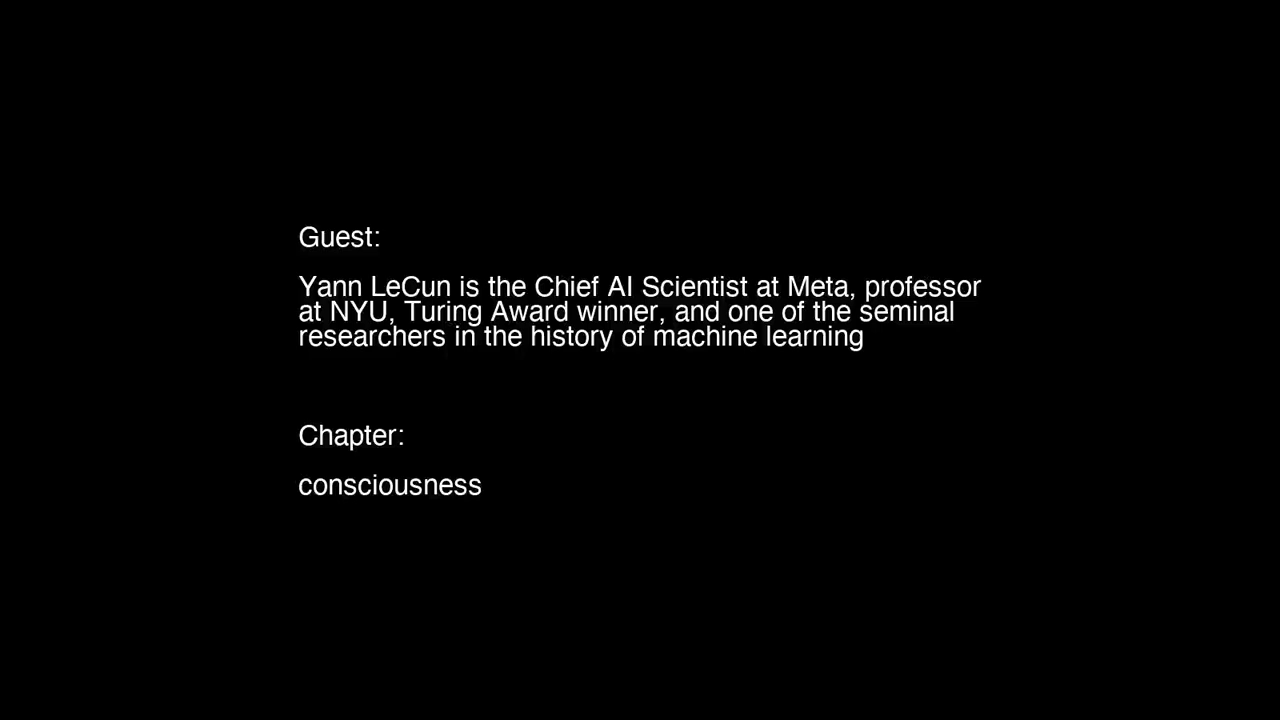 Guest:
Yann LeCun is the Chief AI Scientist at Meta, professor
at NYU, Turing Award winner, and one of the seminal
researchers in the history of machine learning
Chapter:
consciousness